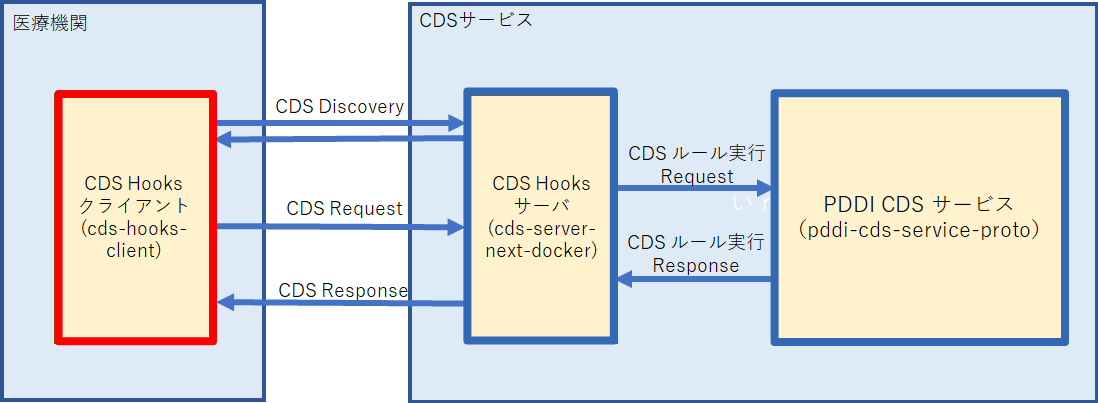 医療機関
CDSサービス
CDS Discovery
CDS Hooks
クライアント
(cds-hooks-
client)
CDS Request
CDS Response
CDS Hooks
サーバ
(cds-server-
next-docker)
CDS ルール実行
Request
CDS ルール実行
Response
PDDI CDS サービス
(pddi-cds-service-proto)